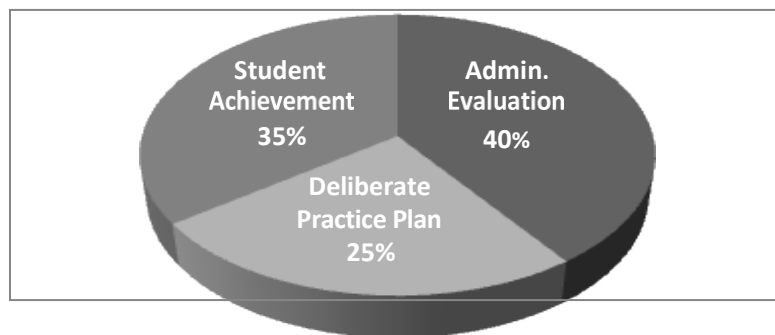 Student
Achievement
35%
Admin.
Evaluation
40%
Deliberate
Practice Plan
25%